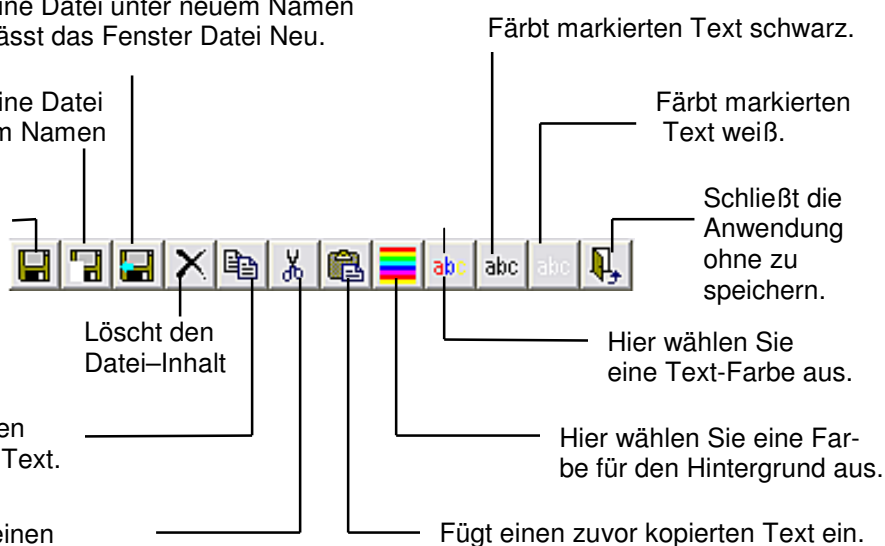 ine Datei unter neuem Namen
ässt das Fenster Datei Neu.
Färbt markierten Text schwarz.
ine Datei
m Namen
Färbt markierten
Text weiß.
Schließt die
Anwendung
ohne zu
speichern.
abc
abc
abc
Löscht den
Datei–Inhalt
Hier wählen Sie
eine Text-Farbe aus.
en
Text.
Hier wählen Sie eine Far-
be für den Hintergrund aus.
einen
Fügt einen zuvor kopierten Text ein.